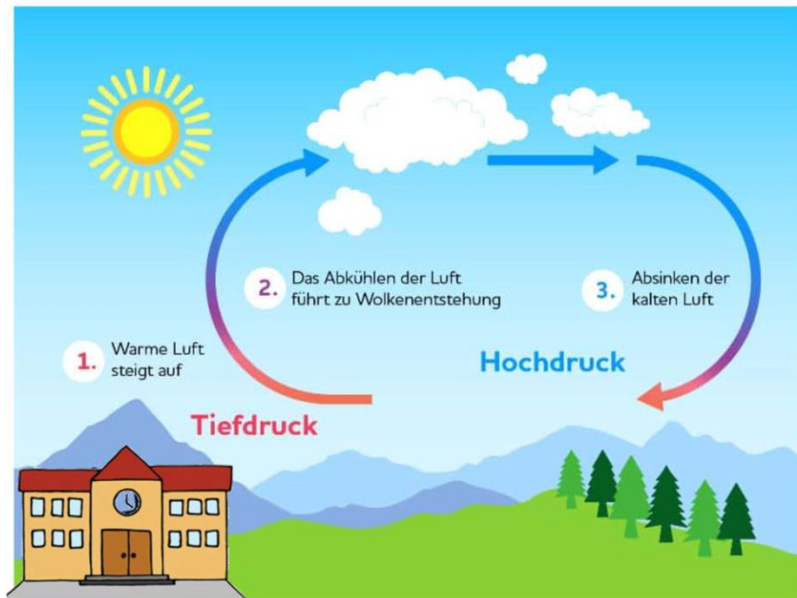 1.
Warme Luft
steigt auf
2.
Das Abkühlen der Luft
führt zu Wolkenentstehung
3.
Absinken der
kalten Luft
Tiefdruck
Hochdruck